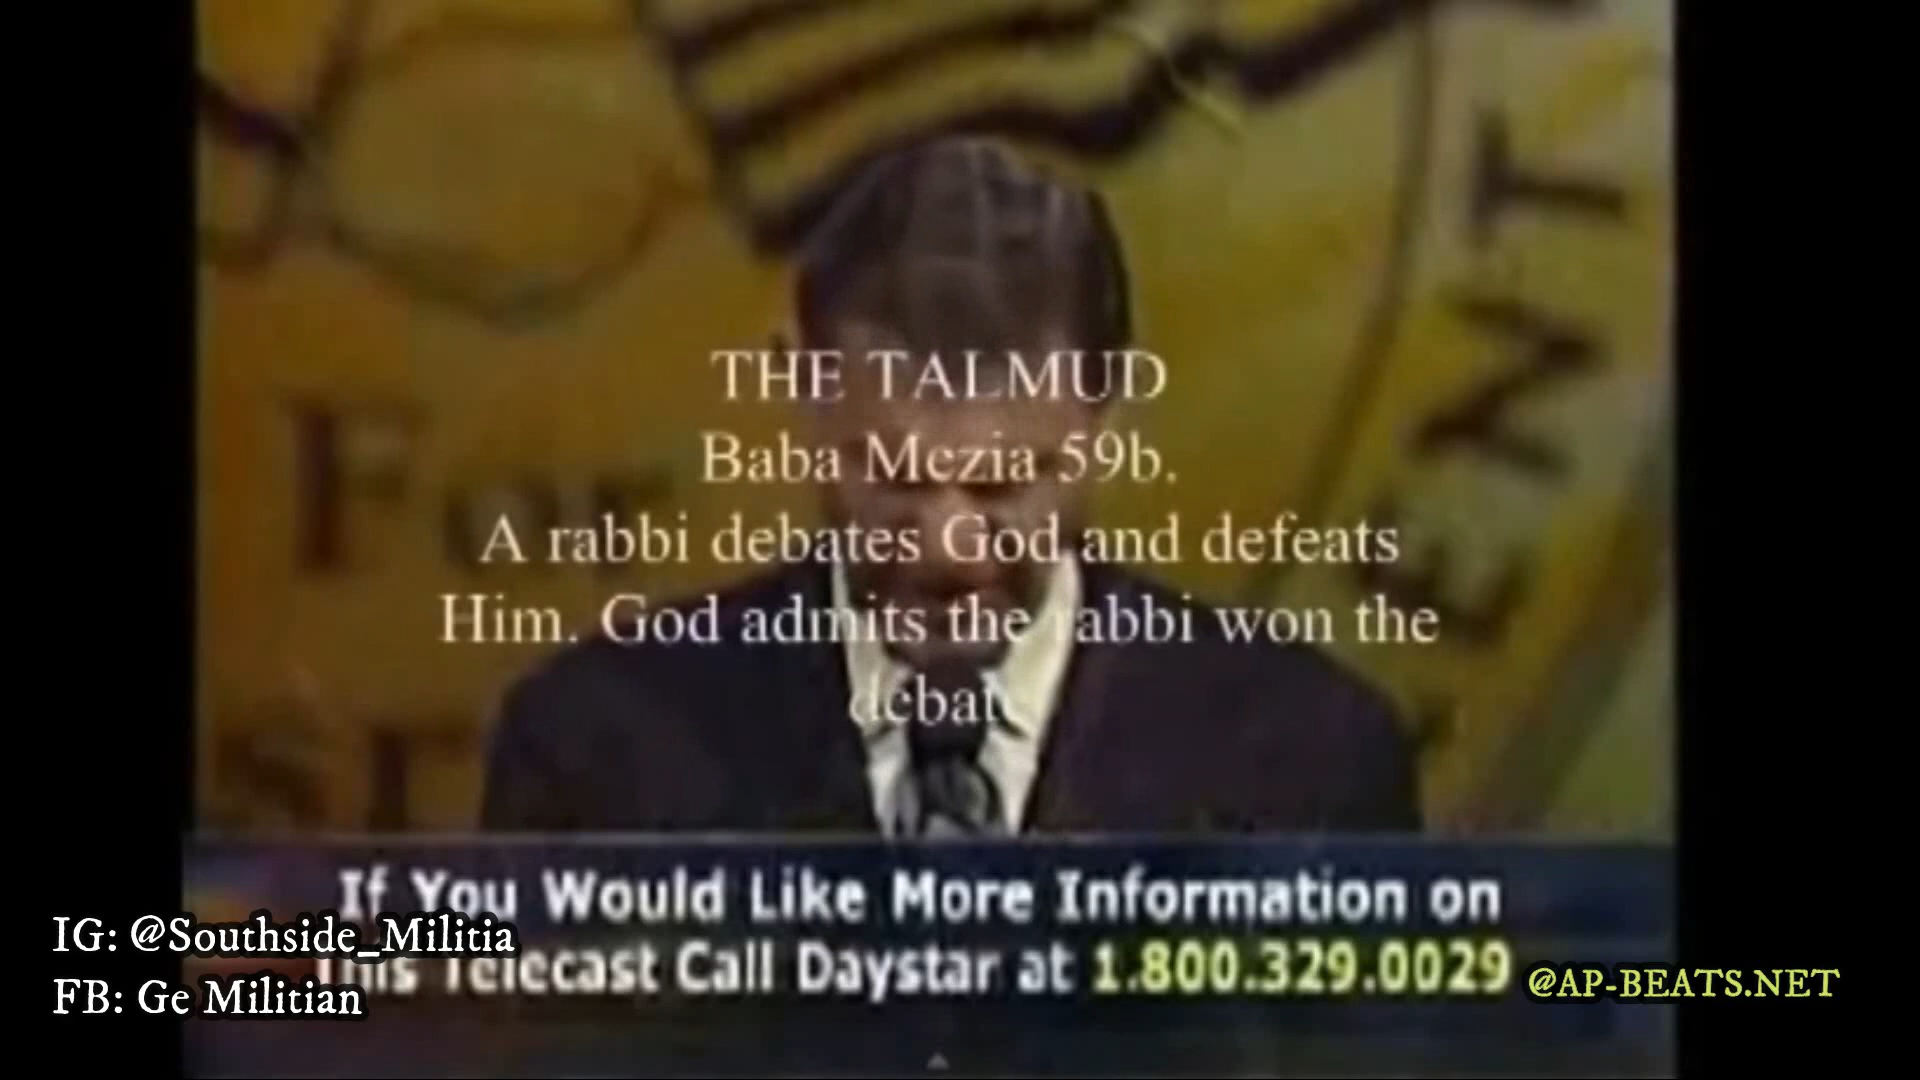 THE TALMUD
Baba Mezia 59b.
A rabbi debates God and defeats
Him. God admits the rabbi won the
debate
If You Would Like More Information on
This Telecast Call Daystar at 1.800.329.0029
IG: @Southside_Militia
FB: Ge Militian
@AP-BEATS.NET